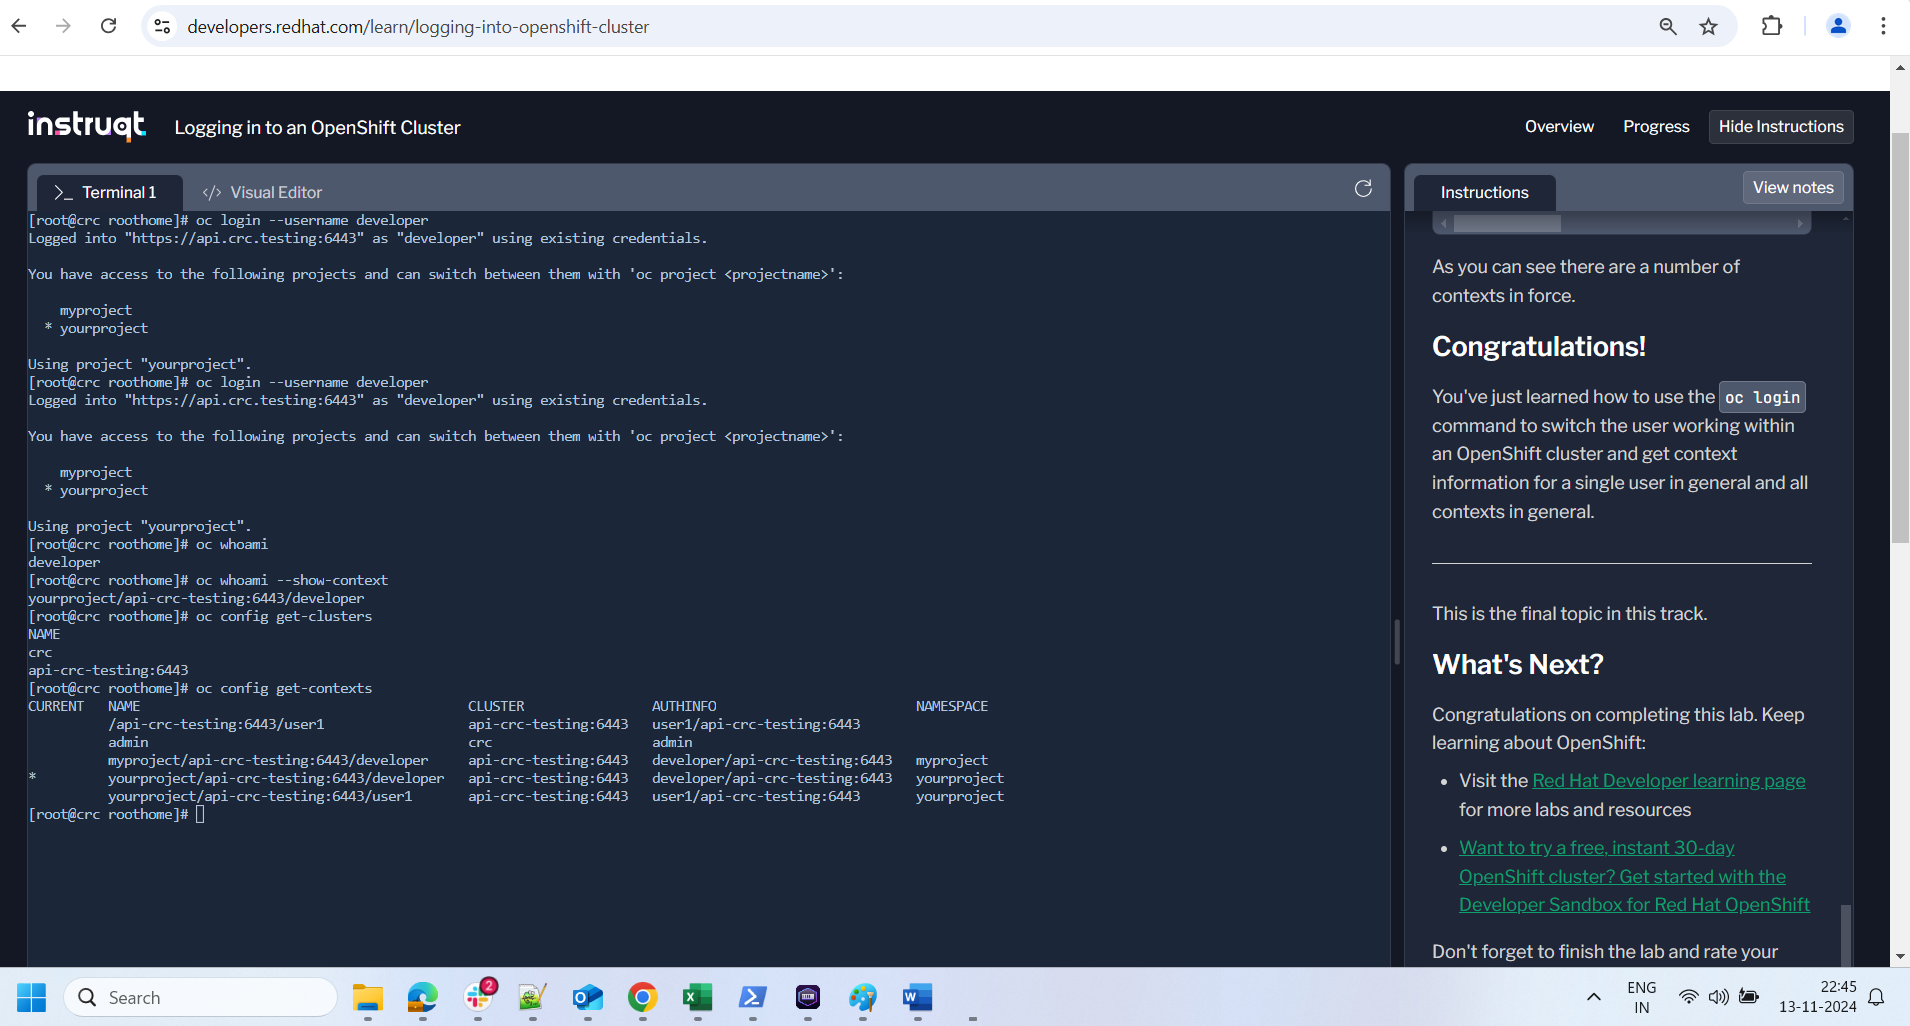 developers.redhat.com/learn/logging-into-openshift-cluster
instruqt
Logging in to an OpenShift Cluster
Overview
Progress
Hide Instructions
>_ Terminal 1
</> Visual Editor
[root@crc roothome]# oc login --username developer
Logged into "https://api.crc.testing:6443" as "developer" using existing credentials.
You have access to the following projects and can switch between them with 'oc project <projectname>':
myproject
* yourproject
Using project "yourproject".
[root@crc roothome]# oc login --username developer
Logged into "https://api.crc.testing:6443" as "developer" using existing credentials.
You have access to the following projects and can switch between them with 'oc project <projectname>':
myproject
* yourproject
Using project "yourproject".
[root@crc roothome]# oc whoami
developer
[root@crc roothome]# oc whoami --show-context
yourproject/api-crc-testing:6443/developer
[root@crc roothome]# oc config get-clusters
NAME
crc
api-crc-testing:6443
[root@crc roothome]# oc config get-contexts
CURRENT NAME CLUSTER AUTHINFO NAMESPACE
/api-crc-testing:6443/user1 api-crc-testing:6443 user1/api-crc-testing:6443
admin crc admin
myproject/api-crc-testing:6443/developer api-crc-testing:6443 developer/api-crc-testing:6443 myproject
* yourproject/api-crc-testing:6443/developer api-crc-testing:6443 developer/api-crc-testing:6443 yourproject
yourproject/api-crc-testing:6443/user1 api-crc-testing:6443 user1/api-crc-testing:6443 yourproject
[root@crc roothome]#
Instructions
View notes
As you can see there are a number of
contexts in force.
Congratulations!
You've just learned how to use the oc login
command to switch the user working within
an OpenShift cluster and get context
information for a single user in general and all
contexts in general.
This is the final topic in this track.
What's Next?
Congratulations on completing this lab. Keep
learning about OpenShift:
• Visit the Red Hat Developer learning page
for more labs and resources
• Want to try a free, instant 30-day
OpenShift cluster? Get started with the
Developer Sandbox for Red Hat OpenShift
Don't forget to finish the lab and rate your
Search
2
ENG
IN
22:45
13-11-2024